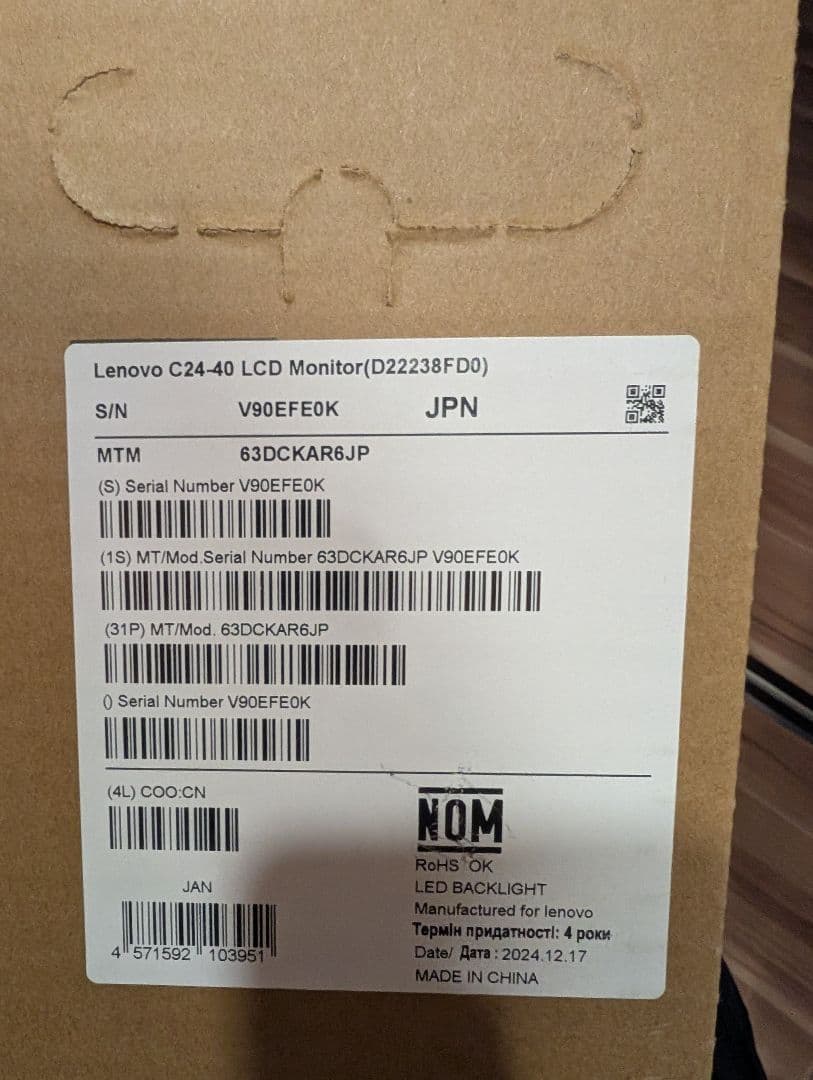 Lenovo C24-40 LCD Monitor(D22238FD0)
S/N V90EFE0K JPN
MTM 63DCKAR6JP
(S) Serial Number V90EFE0K
(1S) MT/Mod.Serial Number 63DCKAR6JP V90EFE0K
(31P) MT/Mod. 63DCKAR6JP
() Serial Number V90EFE0K
(4L) COO:CN
NOM
RoHS OK
JAN
LED BACKLIGHT
Manufactured for lenovo
Термін придатності: 4 роки
4 571592 103951
Date/ Дата : 2024.12.17
MADE IN CHINA